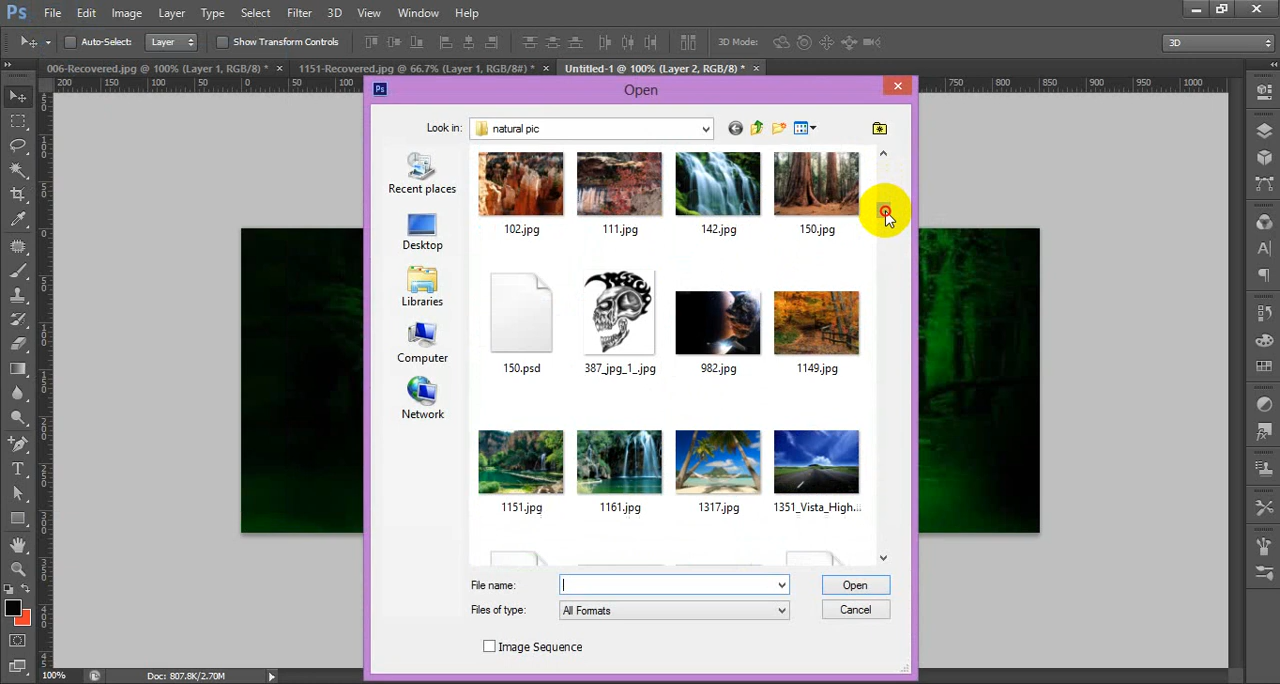 Ps File Edit Image Layer Type Select Filter 3D View Window Help
Auto-Select: Layer Show Transform Controls 3D Mode: 3D
006-Recovered.jpg @ 100% (Layer 1, RGB/8) * × 1151-Recovered.jpg @ 66.7% (Layer 1, RGB/8#) * × Untitled-1 @ 100% (Layer 2, RGB/8) * ×
200 150 100 50 0 50 100 750 800 850 900 950 1000
Open
Look in: natural pic
Recent places
Desktop
Libraries
Computer
Network
102.jpg 111.jpg 142.jpg 150.jpg
150.psd 387_jpg_1_.jpg 982.jpg 1149.jpg
1151.jpg 1161.jpg 1317.jpg 1351_Vista_High...
File name: Open
Files of type: All Formats Cancel
Image Sequence
100% Doc: 807.8K/2.70M